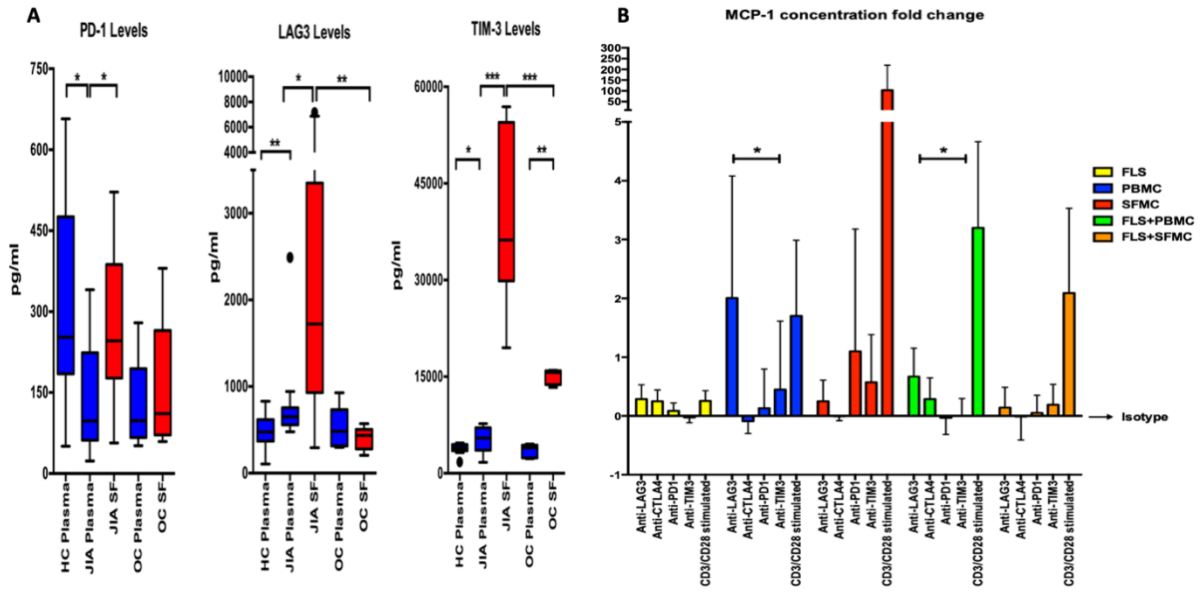 A
PD-1 Levels
pg/ml
750
600
450
300
150
0
* *
HC Plasma
JIA Plasma
JIA SF
OC Plasma
OC SF
LAG3 Levels
pg/ml
10000
8000
6000
4000
3000
2000
1000
0
* **
**
HC Plasma
JIA Plasma
JIA SF
OC Plasma
OC SF
TIM-3 Levels
pg/ml
60000
45000
30000
15000
0
*** ***
* **
HC Plasma
JIA Plasma
JIA SF
OC Plasma
OC SF
B
MCP-1 concentration fold change
300
250
200
150
100
50
5
4
3
2
1
0
-1
* *
Isotype
FLS
PBMC
SFMC
FLS+PBMC
FLS+SFMC
Anti-LAG3
Anti-CTLA4
Anti-PD1
Anti-TIM3
CD3/CD28 stimulated
Anti-LAG3
Anti-CTLA4
Anti-PD1
Anti-TIM3
CD3/CD28 stimulated
Anti-LAG3
Anti-CTLA4
Anti-PD1
Anti-TIM3
CD3/CD28 stimulated
Anti-LAG3
Anti-CTLA4
Anti-PD1
Anti-TIM3
CD3/CD28 stimulated
Anti-LAG3
Anti-CTLA4
Anti-PD1
Anti-TIM3
CD3/CD28 stimulated